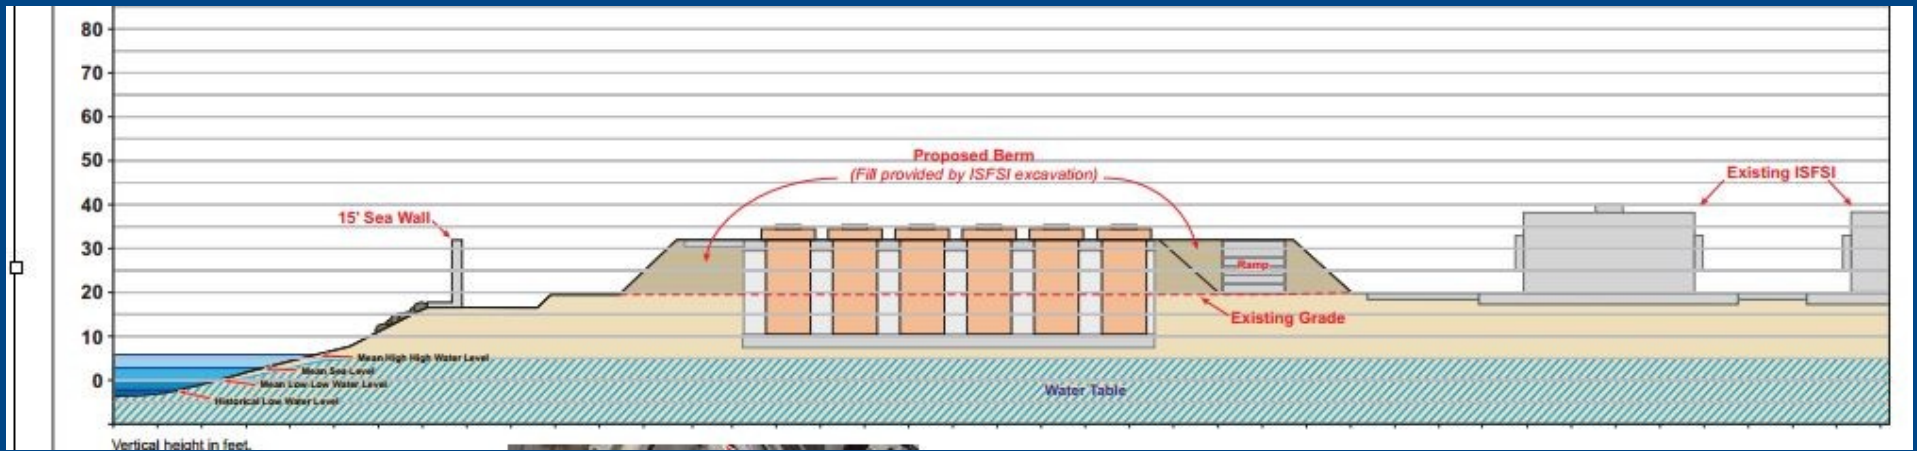 80
70
60
50
40
30
20
10
0
Proposed Berm
(Fill provided by ISFSI excavation)
Existing ISFSI
15' Sea Wall
Ramp
Existing Grade
Mean High High Water Level
Mean Sea Level
Mean Low Low Water Level
Historical Low Water Level
Water Table
Vertical height in feet.